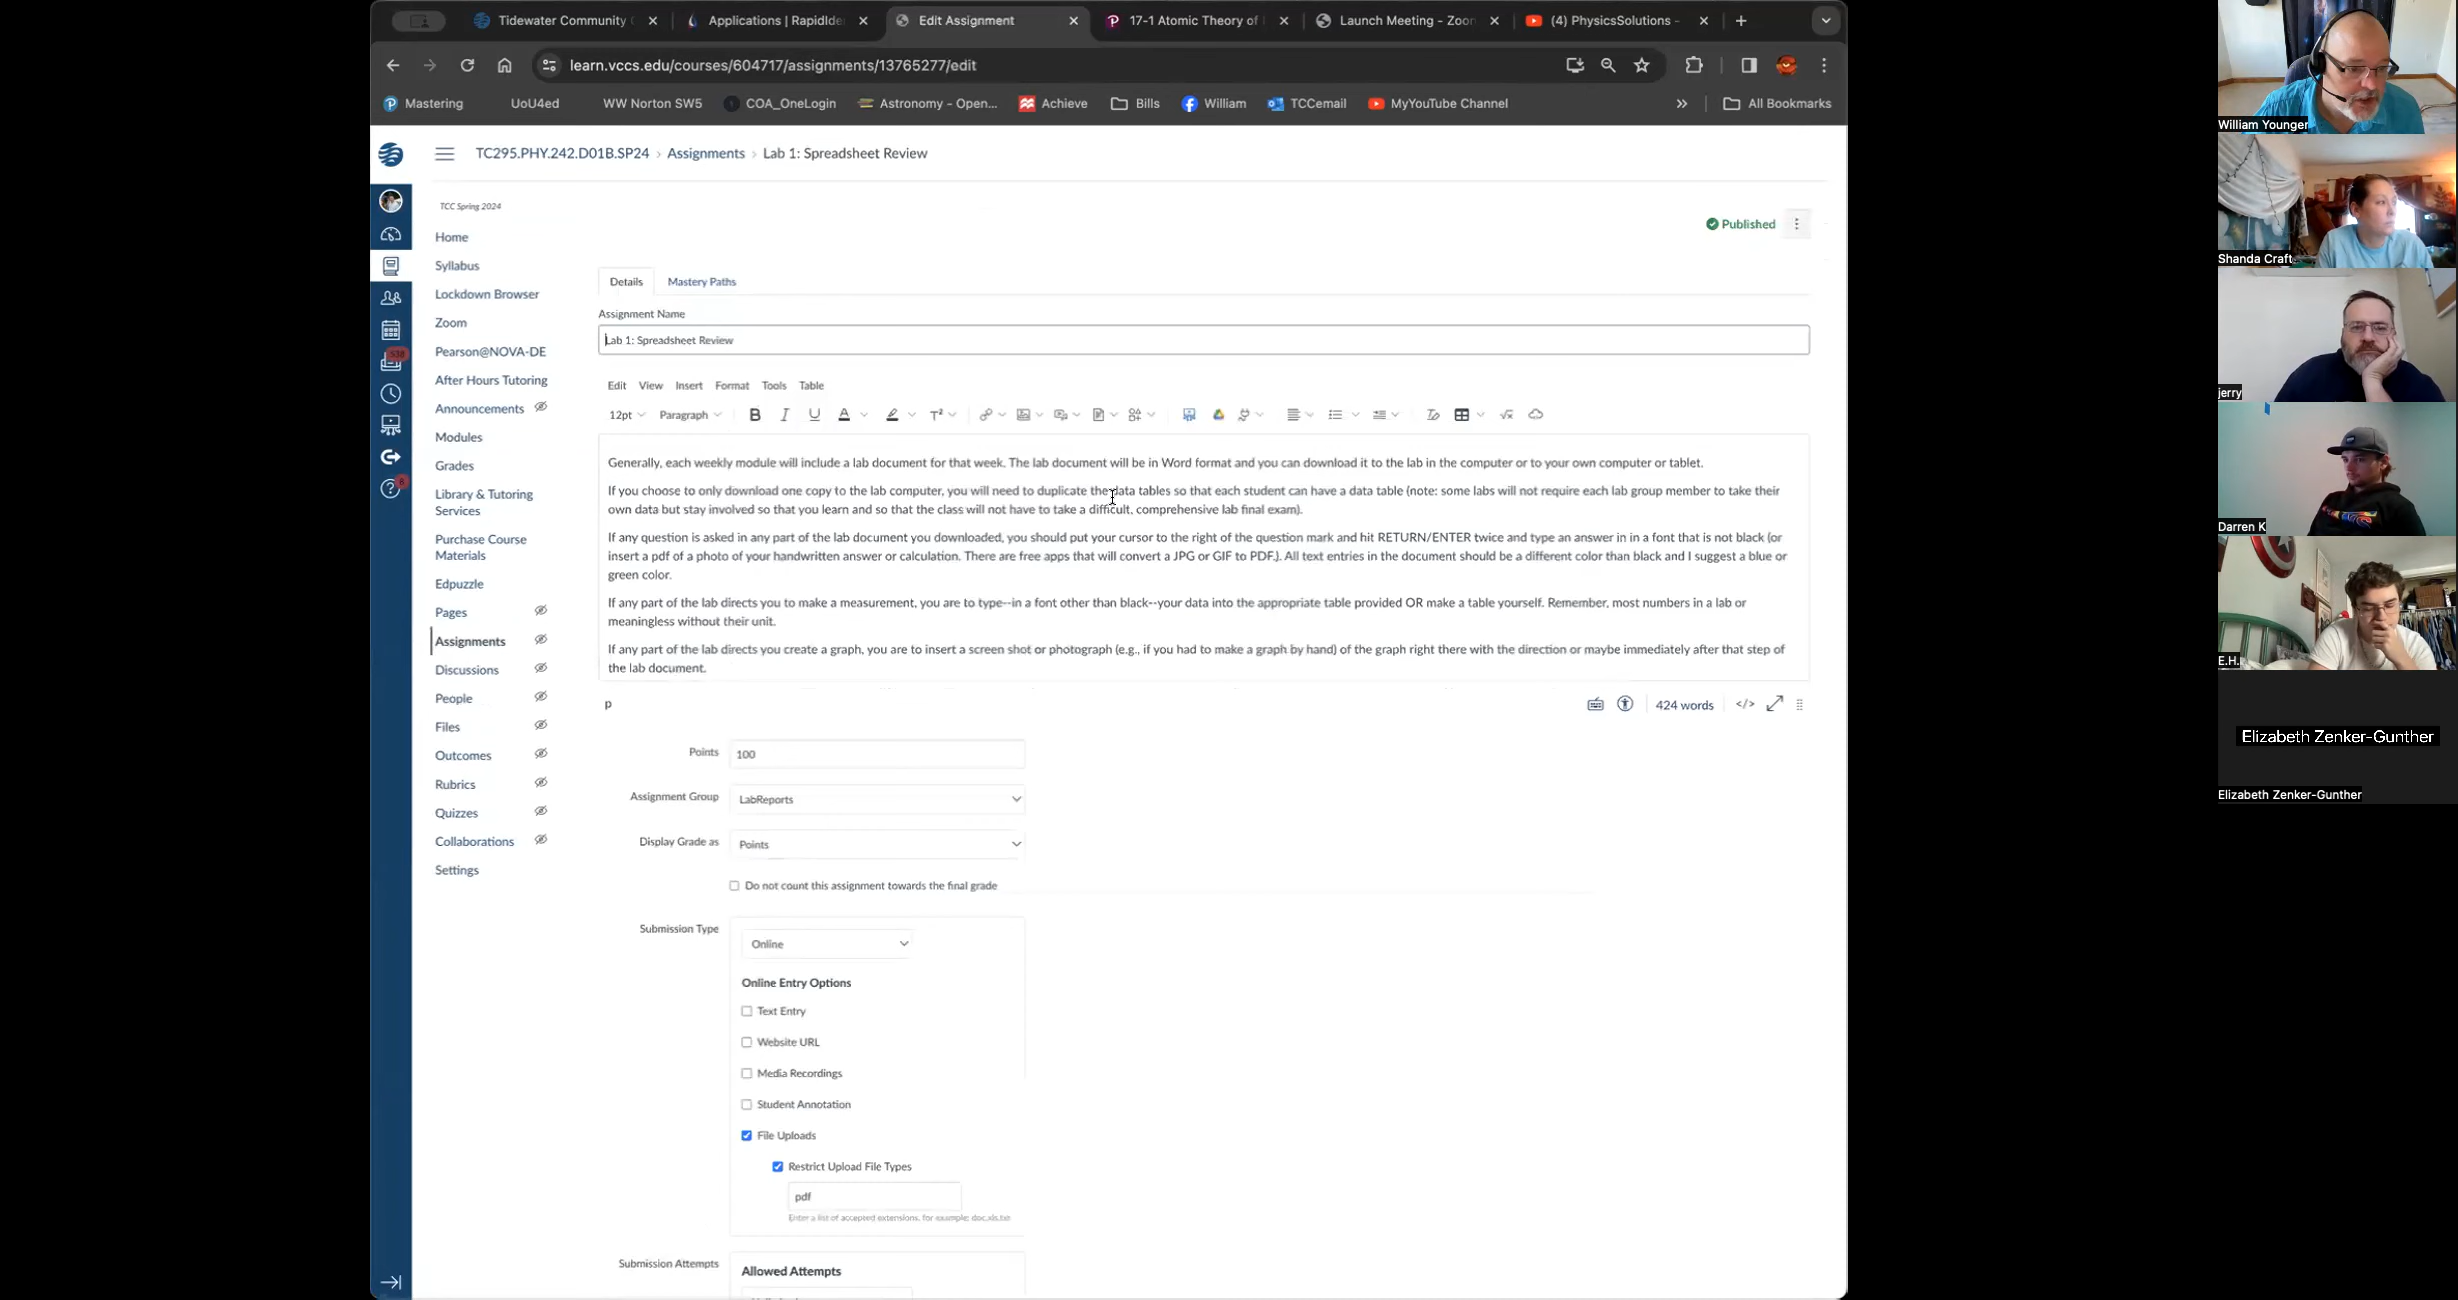 Tidewater Community C
Applications | RapidIde
Edit Assignment
17-1 Atomic Theory of
Launch Meeting - Zoom
(4) PhysicsSolutions -
learn.vccs.edu/courses/604717/assignments/13765277/edit
Mastering
UoU4ed
WW Norton SW5
COA_OneLogin
Astronomy - Open...
Achieve
Bills
William
TCCemail
MyYouTube Channel
All Bookmarks
TC295.PHY.242.D01B.SP24 > Assignments > Lab 1: Spreadsheet Review
TCC Spring 2024
Home
Syllabus
Lockdown Browser
Zoom
Pearson@NOVA-DE
After Hours Tutoring
Announcements
Modules
Grades
Library & Tutoring
Services
Purchase Course
Materials
Edpuzzle
Pages
Assignments
Discussions
People
Files
Outcomes
Rubrics
Quizzes
Collaborations
Settings
538
8
Published
Details
Mastery Paths
Assignment Name
Lab 1: Spreadsheet Review
Edit View Insert Format Tools Table
12pt Paragraph B I U A T²
Generally, each weekly module will include a lab document for that week. The lab document will be in Word format and you can download it to the lab in the computer or to your own computer or tablet.
If you choose to only download one copy to the lab computer, you will need to duplicate the data tables so that each student can have a data table (note: some labs will not require each lab group member to take their
own data but stay involved so that you learn and so that the class will not have to take a difficult, comprehensive lab final exam).
If any question is asked in any part of the lab document you downloaded, you should put your cursor to the right of the question mark and hit RETURN/ENTER twice and type an answer in in a font that is not black (or
insert a pdf of a photo of your handwritten answer or calculation. There are free apps that will convert a JPG or GIF to PDF.). All text entries in the document should be a different color than black and I suggest a blue or
green color.
If any part of the lab directs you to make a measurement, you are to type--in a font other than black--your data into the appropriate table provided OR make a table yourself. Remember, most numbers in a lab or
meaningless without their unit.
If any part of the lab directs you create a graph, you are to insert a screen shot or photograph (e.g., if you had to make a graph by hand) of the graph right there with the direction or maybe immediately after that step of
the lab document.
p
424 words
</>
Points
100
Assignment Group
LabReports
Display Grade as
Points
Do not count this assignment towards the final grade
Submission Type
Online
Online Entry Options
Text Entry
Website URL
Media Recordings
Student Annotation
File Uploads
Restrict Upload File Types
pdf
Enter a list of accepted extensions, for example: doc,xls,txt
Submission Attempts
Allowed Attempts
William Younger
Shanda Craft
jerry
Darren K
E.H.
Elizabeth Zenker-Gunther
Elizabeth Zenker-Gunther